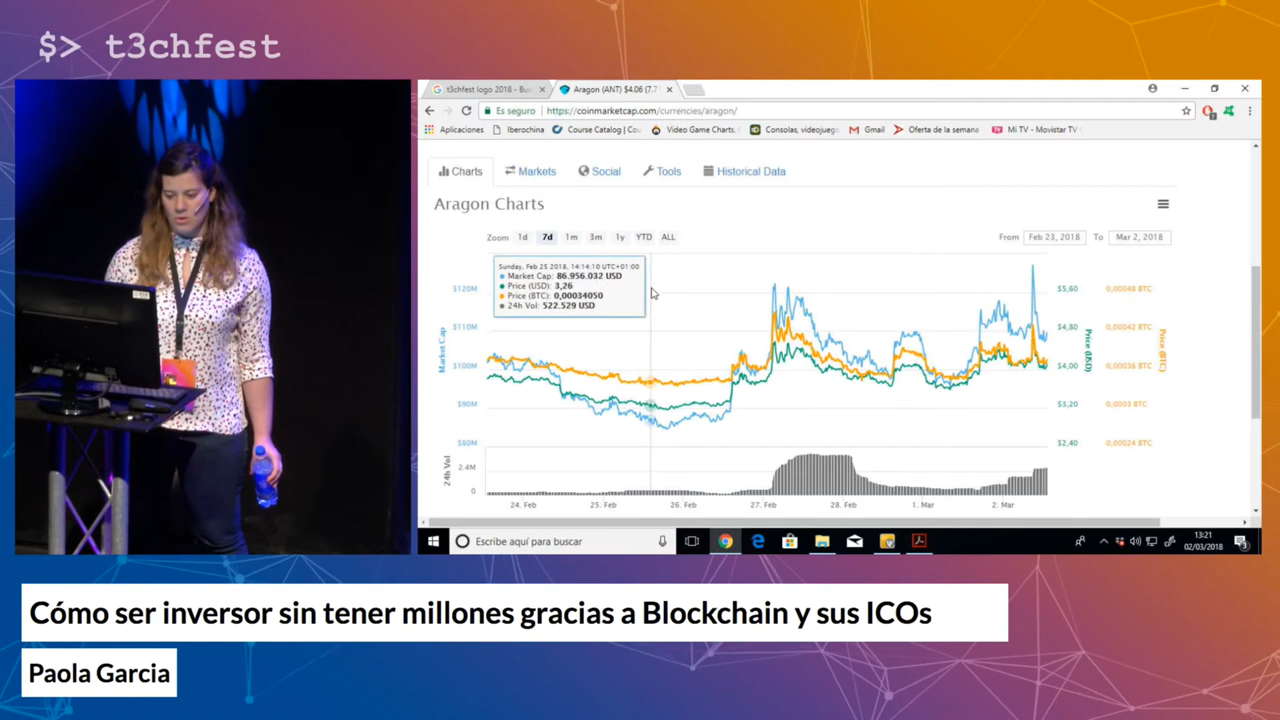 $> t3chfest
t3chfest logo 2018 - Bus
Aragon (ANT) $4.06 (7.7
Es seguro
https://coinmarketcap.com/currencies/aragon/
Aplicaciones
Iberochina
Course Catalog | Cou
Video Game Charts,
Consolas, videojuego
Gmail
Oferta de la semana
Mi TV - Movistar TV
Charts
Markets
Social
Tools
Historical Data
Aragon Charts
Zoom 1d 7d 1m 3m 1y YTD ALL
From Feb 23, 2018 To Mar 2, 2018
Sunday, Feb 25 2018, 14:14:10 UTC+01:00
Market Cap: 86.956.032 USD
Price (USD): 3,26
Price (BTC): 0,00034050
24h Vol: 522.529 USD
$120M $5,60 0,00048 BTC
$110M $4,80 0,00042 BTC
$100M $4,00 0,00036 BTC
$90M $3,20 0,0003 BTC
$80M $2,40 0,00024 BTC
Market Cap
Price (USD)
Price (BTC)
24h Vol
2.4M
0
24. Feb 25. Feb 26. Feb 27. Feb 28. Feb 1. Mar 2. Mar
Escribe aquí para buscar
13:21
02/03/2018
Cómo ser inversor sin tener millones gracias a Blockchain y sus ICOs
Paola Garcia